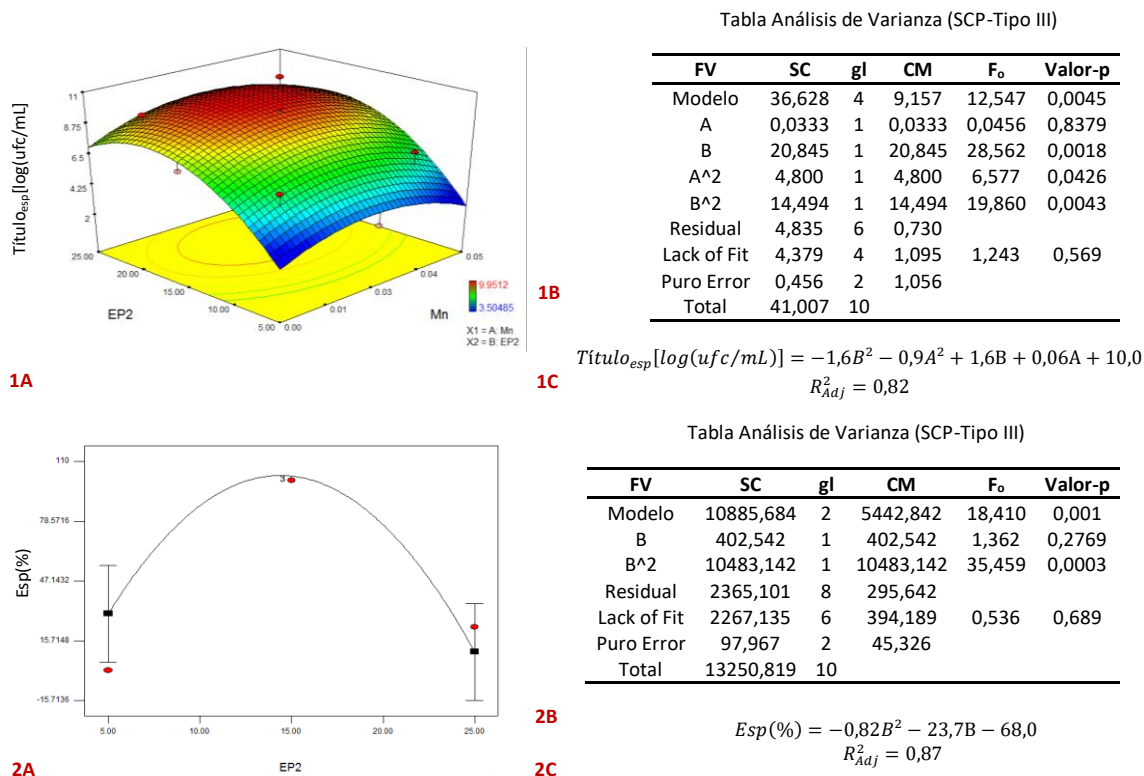 Título_esp[log(ufc/mL)]
11
8.75
6.5
4.25
2
25.00
20.00
15.00
10.00
5.00
0.00
0.01
0.03
0.04
0.05
EP2
Mn
9.9512
3.50485
X1 = A: Mn
X2 = B: EP2
1A
Tabla Análisis de Varianza (SCP-Tipo III)
FV SC gl CM F_o Valor-p
Modelo 36,628 4 9,157 12,547 0,0045
A 0,0333 1 0,0333 0,0456 0,8379
B 20,845 1 20,845 28,562 0,0018
A^2 4,800 1 4,800 6,577 0,0426
B^2 14,494 1 14,494 19,860 0,0043
Residual 4,835 6 0,730
Lack of Fit 4,379 4 1,095 1,243 0,569
Puro Error 0,456 2 1,056
Total 41,007 10
1B
Título_esp[log(ufc/mL)] = −1,6B² − 0,9A² + 1,6B + 0,06A + 10,0
R²_Adj = 0,82
1C
Esp(%)
110
78.5716
47.1432
15.7148
-15.7136
3
5.00 10.00 15.00 20.00 25.00
EP2
2A
Tabla Análisis de Varianza (SCP-Tipo III)
FV SC gl CM F_o Valor-p
Modelo 10885,684 2 5442,842 18,410 0,001
B 402,542 1 402,542 1,362 0,2769
B^2 10483,142 1 10483,142 35,459 0,0003
Residual 2365,101 8 295,642
Lack of Fit 2267,135 6 394,189 0,536 0,689
Puro Error 97,967 2 45,326
Total 13250,819 10
2B
Esp(%) = −0,82B² − 23,7B − 68,0
R²_Adj = 0,87
2C